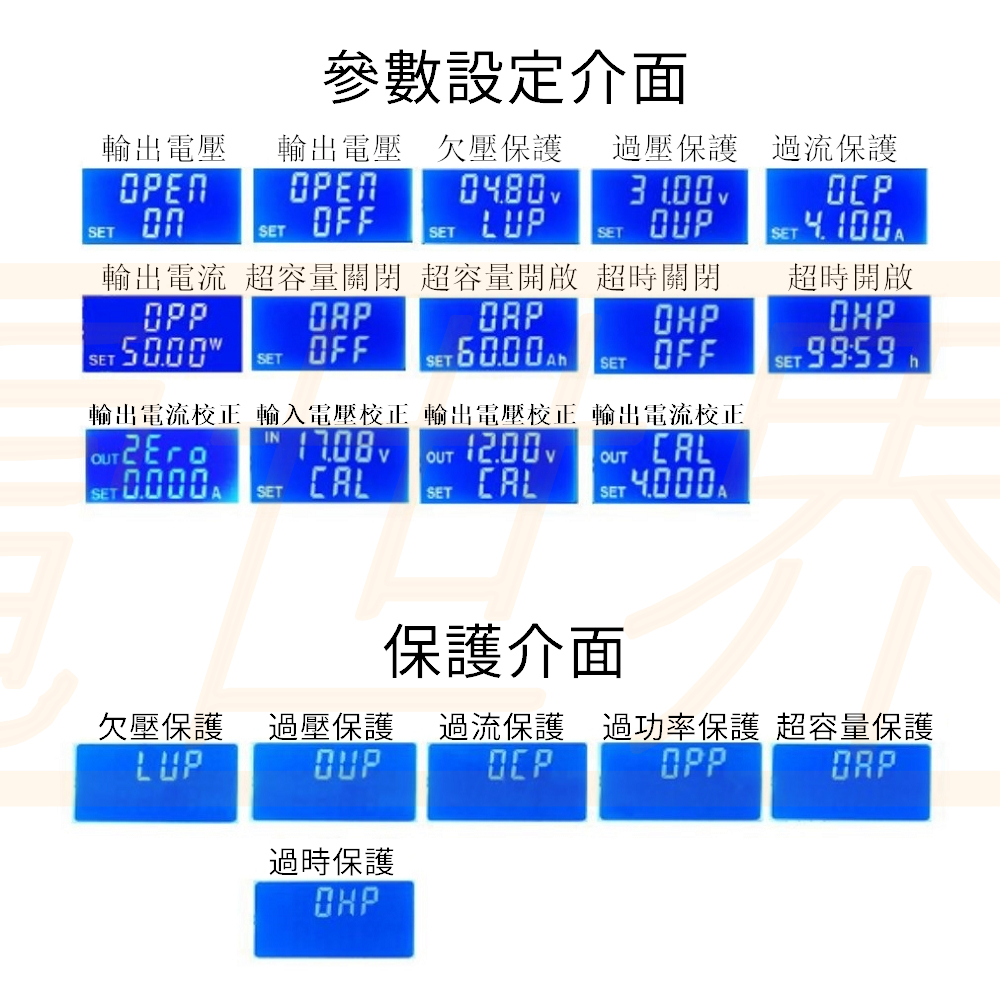 參數設定介面
輸出電壓 輸出電壓 欠壓保護 過壓保護 過流保護
OPEN OPEN 04.80 v 31.00 v OCP
SET ON SET OFF SET LUP SET OUP SET 4.100 A
輸出電流 超容量關閉 超容量開啟 超時關閉 超時開啟
OPP OAP OAP OHP OHP
SET 50.00 W SET OFF SET 60.00 Ah SET OFF SET 99:59 h
輸出電流校正 輸入電壓校正 輸出電壓校正 輸出電流校正
OUT ZEro IN 17.08 v OUT 12.00 v OUT CAL
SET 0.000 A SET CAL SET CAL SET 4.000 A
保護介面
欠壓保護 過壓保護 過流保護 過功率保護 超容量保護
LUP OUP OCP OPP OAP
過時保護
OHP
電世界